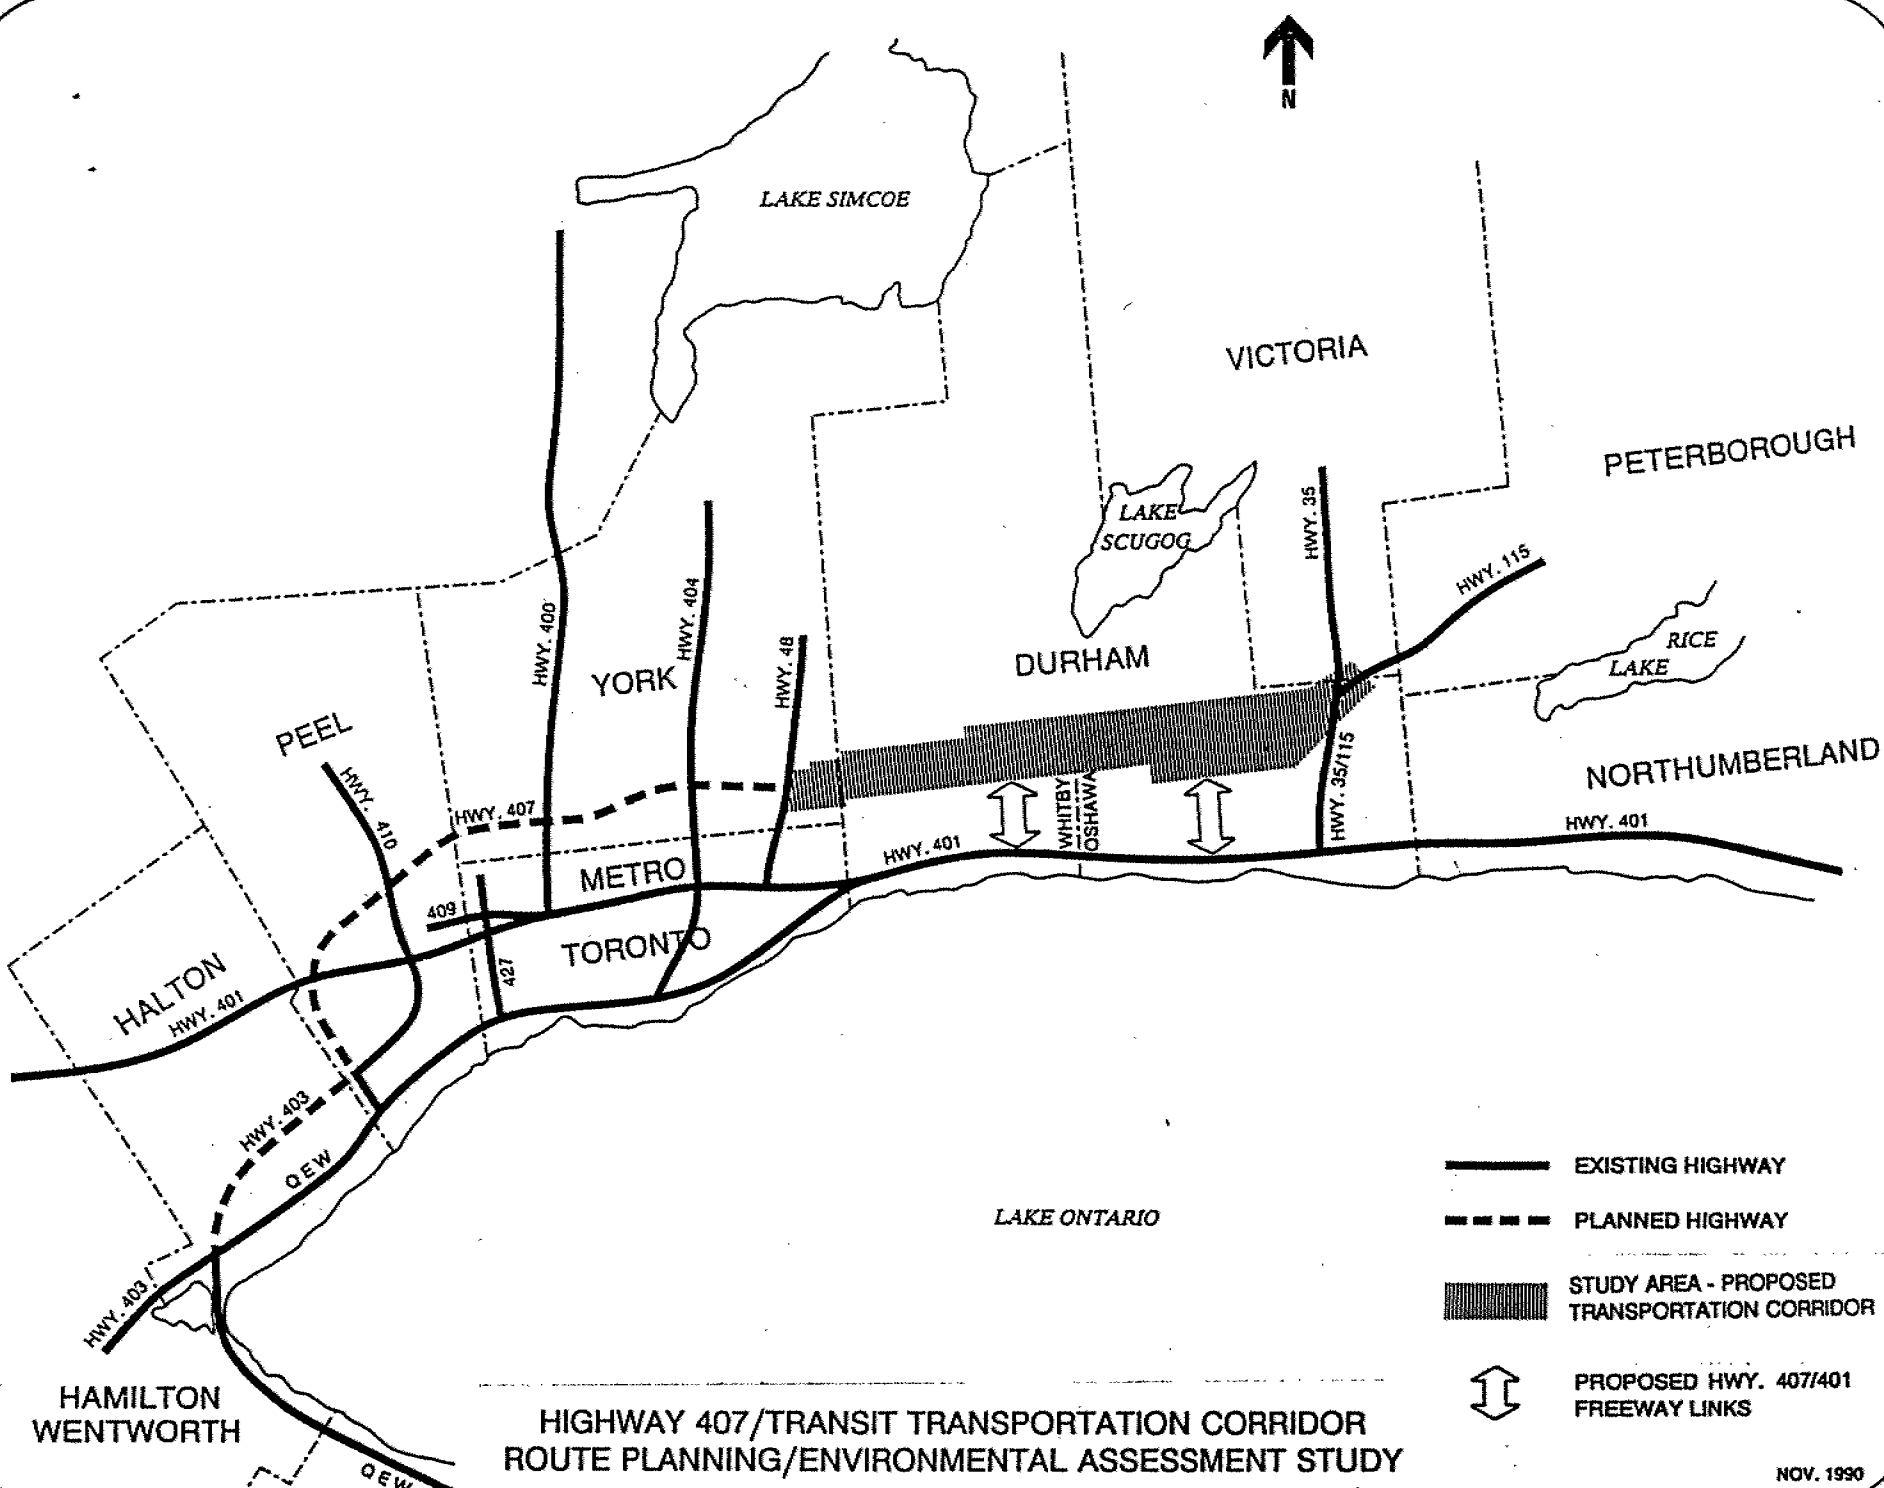 N
LAKE SIMCOE
VICTORIA
PETERBOROUGH
HWY. 35
LAKE
SCUGOG
HWY. 115
HWY. 400
HWY. 404
HWY. 48
YORK
DURHAM
RICE
LAKE
PEEL
HWY. 410
HWY. 407
WHITBY
OSHAWA
HWY. 35/115
NORTHUMBERLAND
HWY. 401
HWY. 401
METRO
409
TORONTO
427
HALTON
HWY. 401
HWY. 403
QEW
LAKE ONTARIO
HWY. 403
HAMILTON
WENTWORTH
QEW
EXISTING HIGHWAY
PLANNED HIGHWAY
STUDY AREA - PROPOSED
TRANSPORTATION CORRIDOR
PROPOSED HWY. 407/401
FREEWAY LINKS
HIGHWAY 407/TRANSIT TRANSPORTATION CORRIDOR
ROUTE PLANNING/ENVIRONMENTAL ASSESSMENT STUDY
NOV. 1990